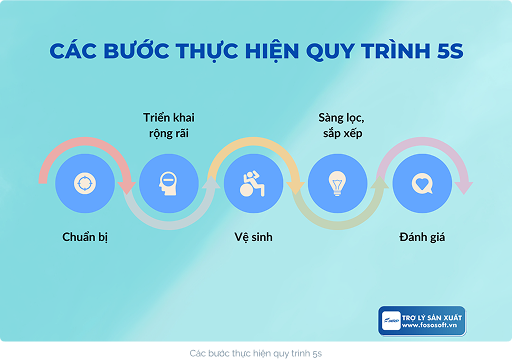 CÁC BƯỚC THỰC HIỆN QUY TRÌNH 5S
Triển khai
rộng rãi
Sàng lọc,
sắp xếp
Chuẩn bị
Vệ sinh
Đánh giá
TRỢ LÝ SẢN XUẤT
www.fososoft.vn
Các bước thực hiện quy trình 5s